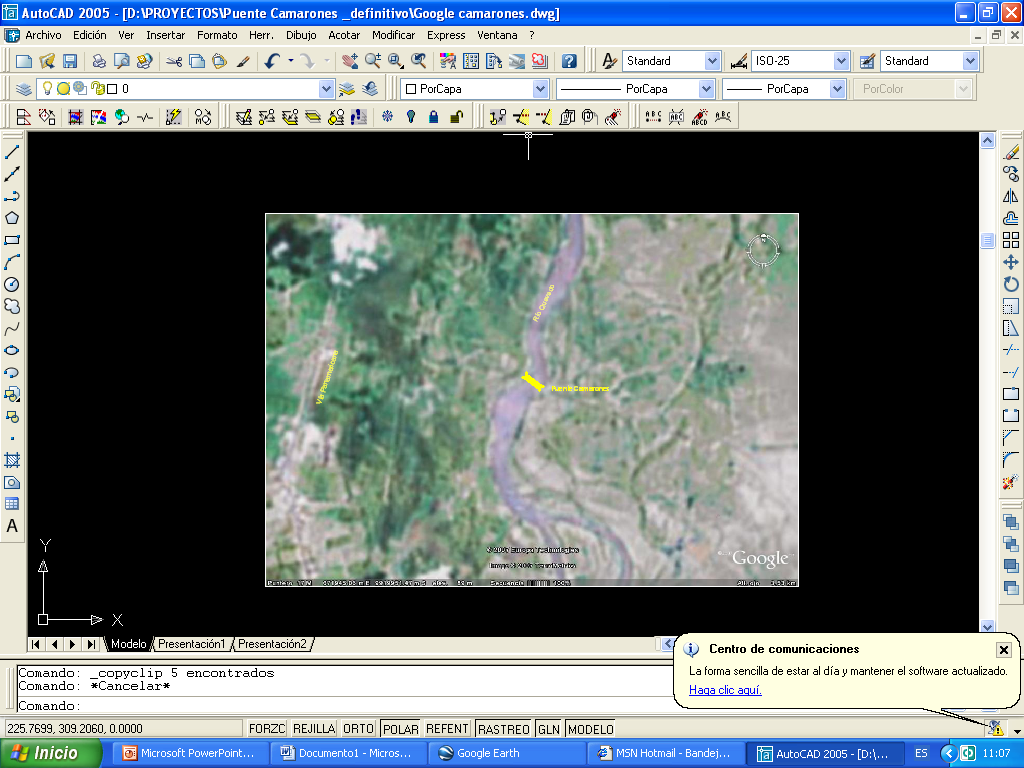 AutoCAD 2005 - [D:\PROYECTOS\Puente Camarones _definitivo\Google camarones.dwg]
Archivo Edición Ver Insertar Formato Herr. Dibujo Acotar Modificar Express Ventana ?
Standard ISO-25 Standard
0 PorCapa PorCapa PorCapa PorColor
N
Puente Camarones
Google
Y
X
Modelo Presentación1 Presentación2
Comando: _copyclip 5 encontrados
Comando: *Cancelar*
Comando:
Centro de comunicaciones
La forma sencilla de estar al día y mantener el software actualizado.
Haga clic aquí.
225.7699, 309.2060, 0.0000 FORZC REJILLA ORTO POLAR REFENT RASTREO GLN MODELO
Inicio Microsoft PowerPoint... Documento1 - Micros... Google Earth MSN Hotmail - Bandej... AutoCAD 2005 - [D:\... ES 11:07